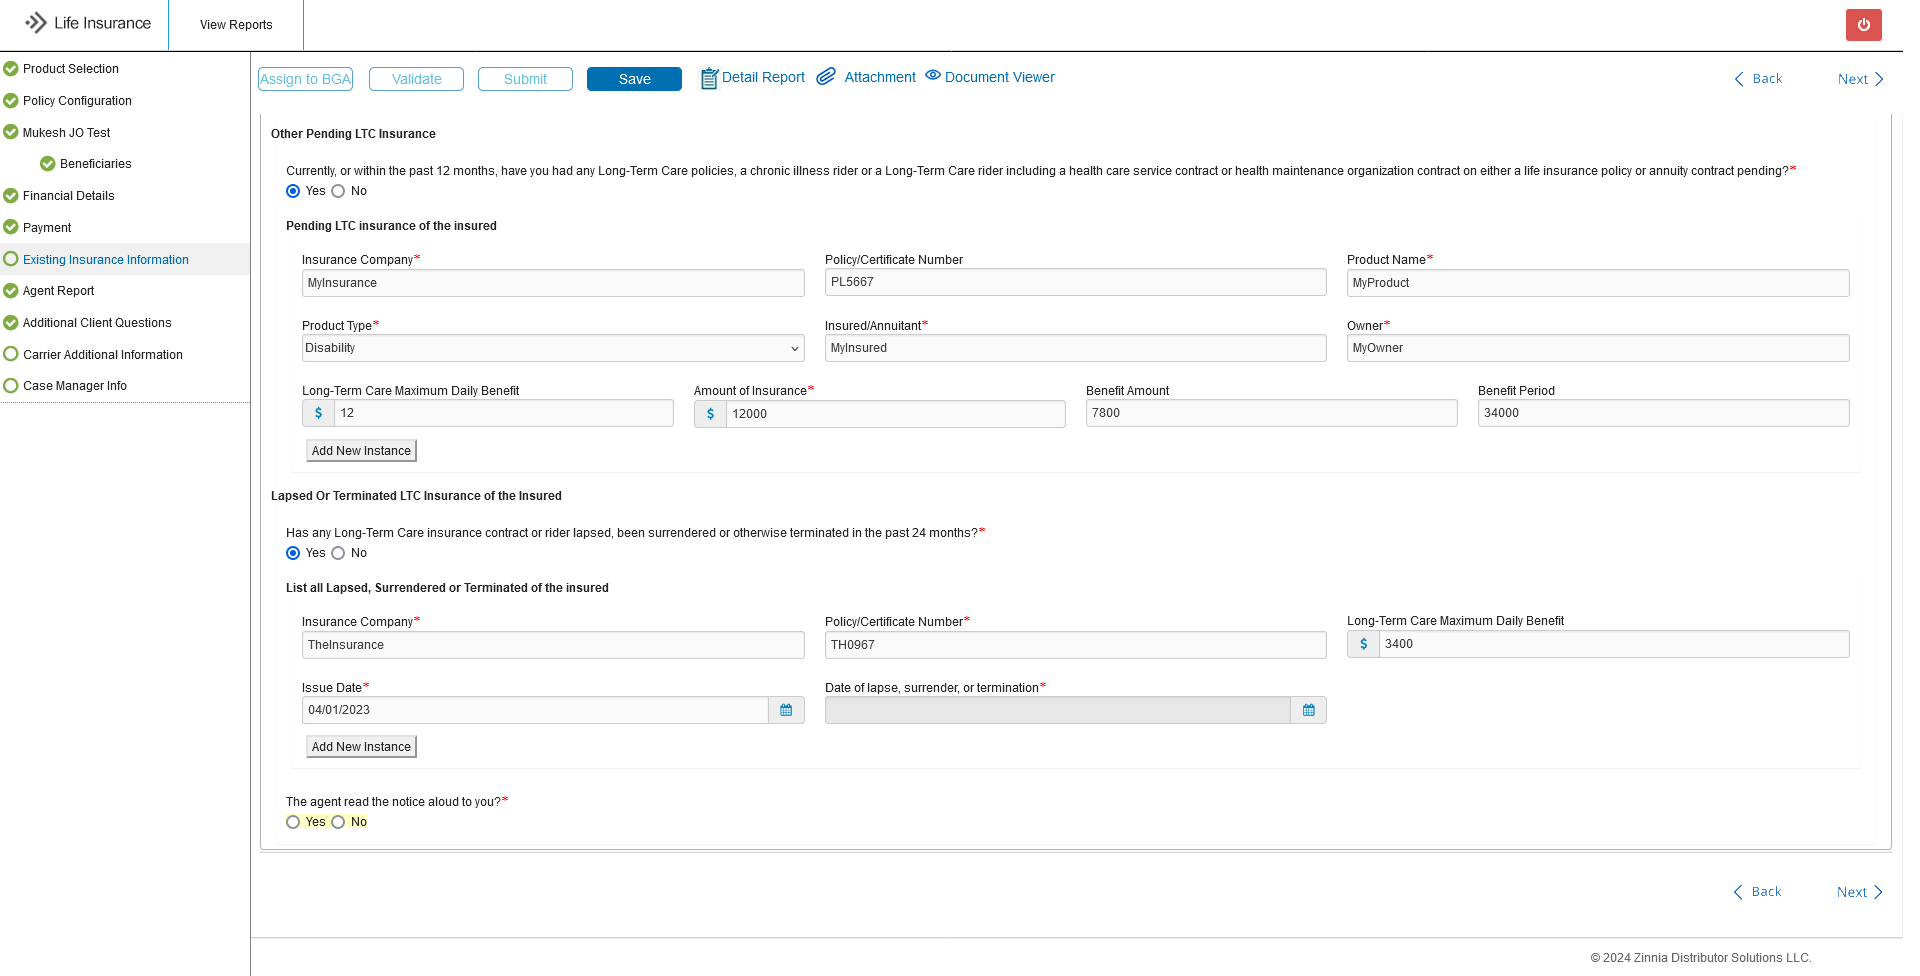 Life Insurance
View Reports
Product Selection
Policy Configuration
Mukesh JO Test
Beneficiaries
Financial Details
Payment
Existing Insurance Information
Agent Report
Additional Client Questions
Carrier Additional Information
Case Manager Info
Assign to BGA Validate Submit Save Detail Report Attachment Document Viewer Back Next
Other Pending LTC Insurance
Currently, or within the past 12 months, have you had any Long-Term Care policies, a chronic illness rider or a Long-Term Care rider including a health care service contract or health maintenance organization contract on either a life insurance policy or annuity contract pending?*
Yes No
Pending LTC insurance of the insured
Insurance Company* Policy/Certificate Number Product Name*
MyInsurance PL5667 MyProduct
Product Type* Insured/Annuitant* Owner*
Disability MyInsured MyOwner
Long-Term Care Maximum Daily Benefit Amount of Insurance* Benefit Amount Benefit Period
$ 12 $ 12000 7800 34000
Add New Instance
Lapsed Or Terminated LTC Insurance of the Insured
Has any Long-Term Care insurance contract or rider lapsed, been surrendered or otherwise terminated in the past 24 months?*
Yes No
List all Lapsed, Surrendered or Terminated of the insured
Insurance Company* Policy/Certificate Number* Long-Term Care Maximum Daily Benefit
TheInsurance TH0967 $ 3400
Issue Date* Date of lapse, surrender, or termination*
04/01/2023
Add New Instance
The agent read the notice aloud to you?*
Yes No
Back Next
© 2024 Zinnia Distributor Solutions LLC.